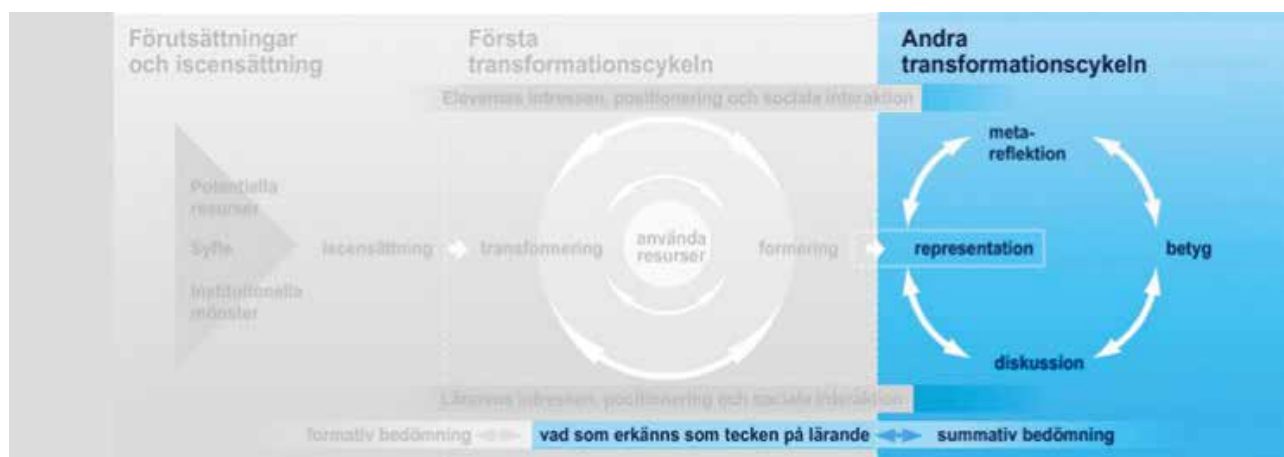 Förutsättningar
och iscensättning
Första
transformationscykeln
Andra
transformationscykeln
Elevernas intressen, positionering och sociala interaktion
meta-
reflektion
Potentiella
resurser
Syfte
Institutionella
mönster
iscensättning
transformering
använda
resurser
formering
representation
betyg
diskussion
Lärarens intressen, positionering och sociala interaktion
formativ bedömning
vad som erkänns som tecken på lärande
summativ bedömning